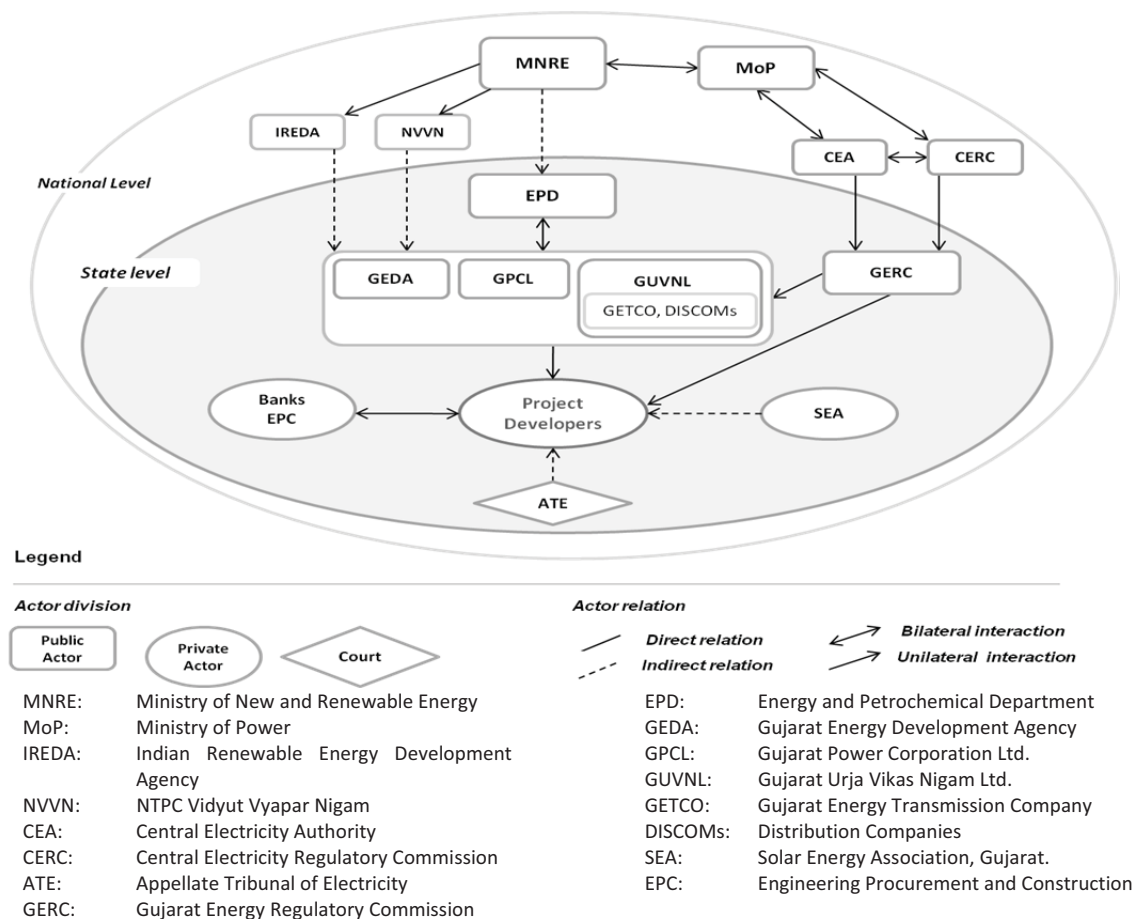 MNRE
MoP
IREDA
NVVN
CEA
CERC
National Level
EPD
State level
GEDA
GPCL
GUVNL
GETCO, DISCOMs
GERC
Banks
EPC
Project
Developers
SEA
ATE
Legend
Actor division
Actor relation
Public
Actor
Private
Actor
Court
Direct relation
Indirect relation
Bilateral interaction
Unilateral interaction
MNRE: Ministry of New and Renewable Energy
MoP: Ministry of Power
IREDA: Indian Renewable Energy Development
Agency
NVVN: NTPC Vidyut Vyapar Nigam
CEA: Central Electricity Authority
CERC: Central Electricity Regulatory Commission
ATE: Appellate Tribunal of Electricity
GERC: Gujarat Energy Regulatory Commission
EPD: Energy and Petrochemical Department
GEDA: Gujarat Energy Development Agency
GPCL: Gujarat Power Corporation Ltd.
GUVNL: Gujarat Urja Vikas Nigam Ltd.
GETCO: Gujarat Energy Transmission Company
DISCOMs: Distribution Companies
SEA: Solar Energy Association, Gujarat.
EPC: Engineering Procurement and Construction